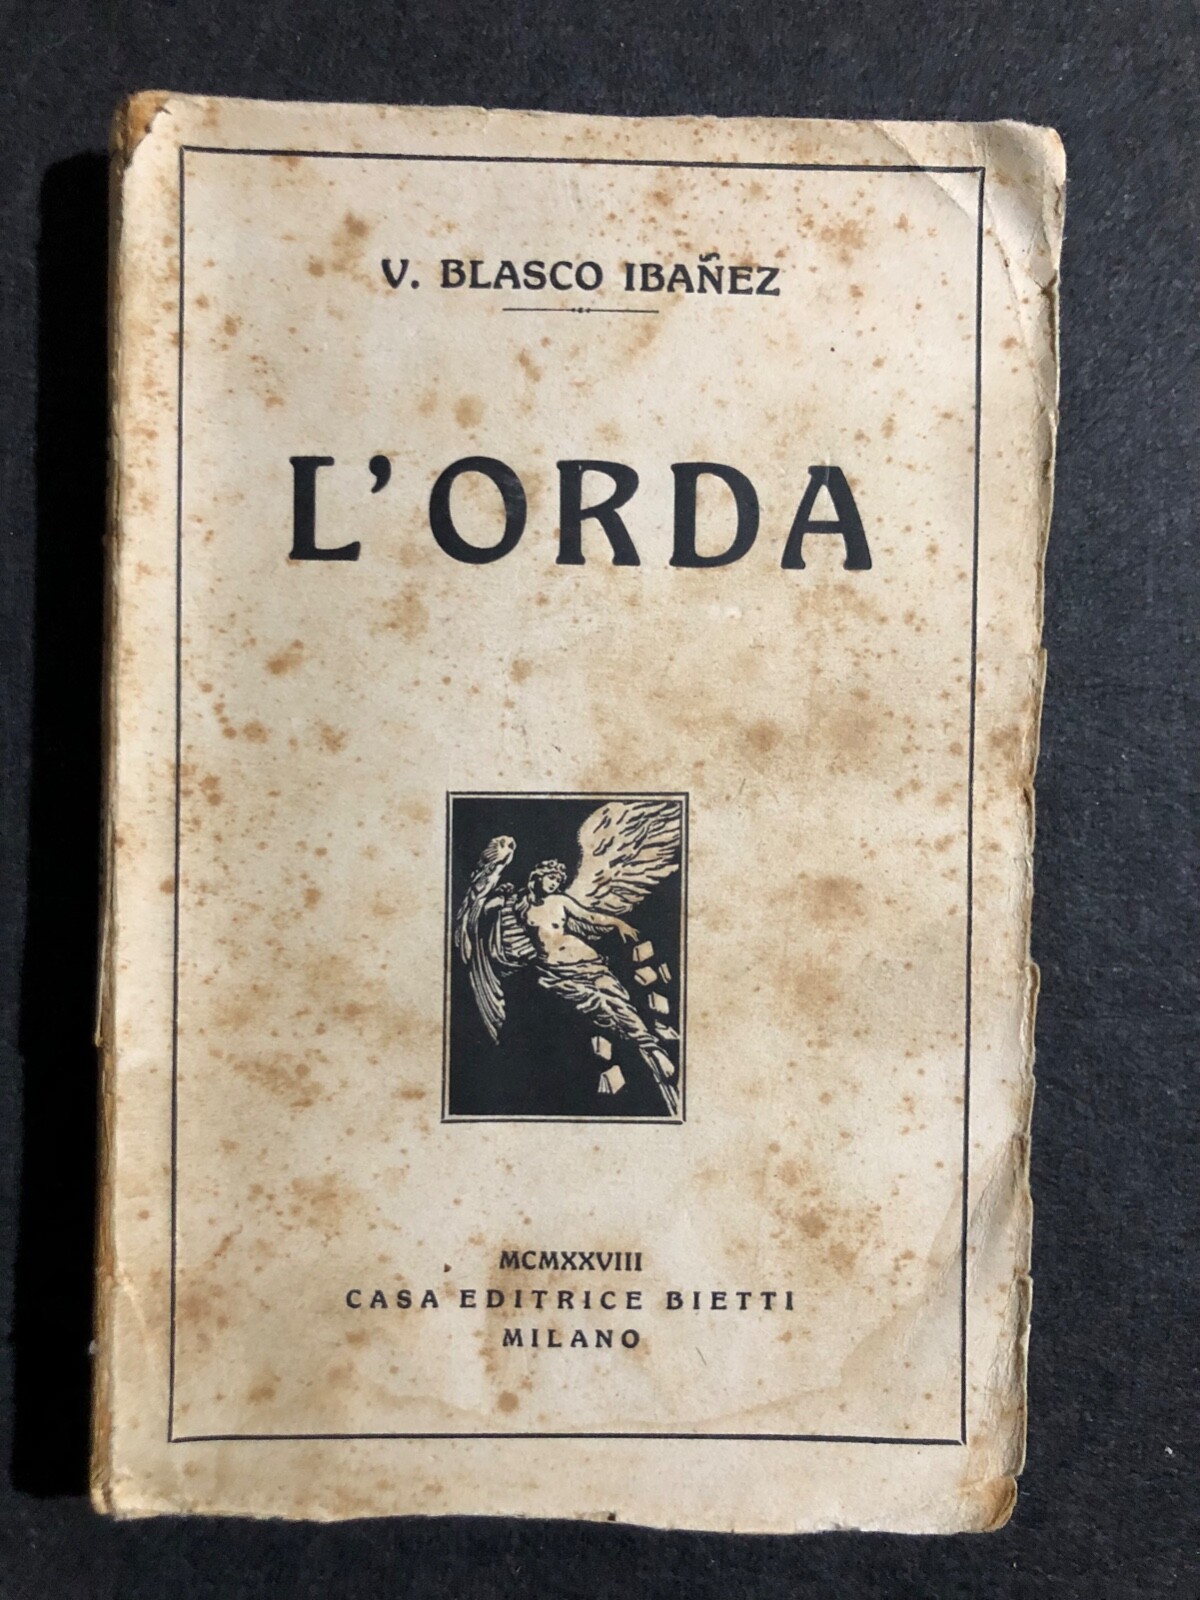 V. BLASCO IBAÑEZ
L'ORDA
MCMXXVIII
CASA EDITRICE BIETTI
MILANO